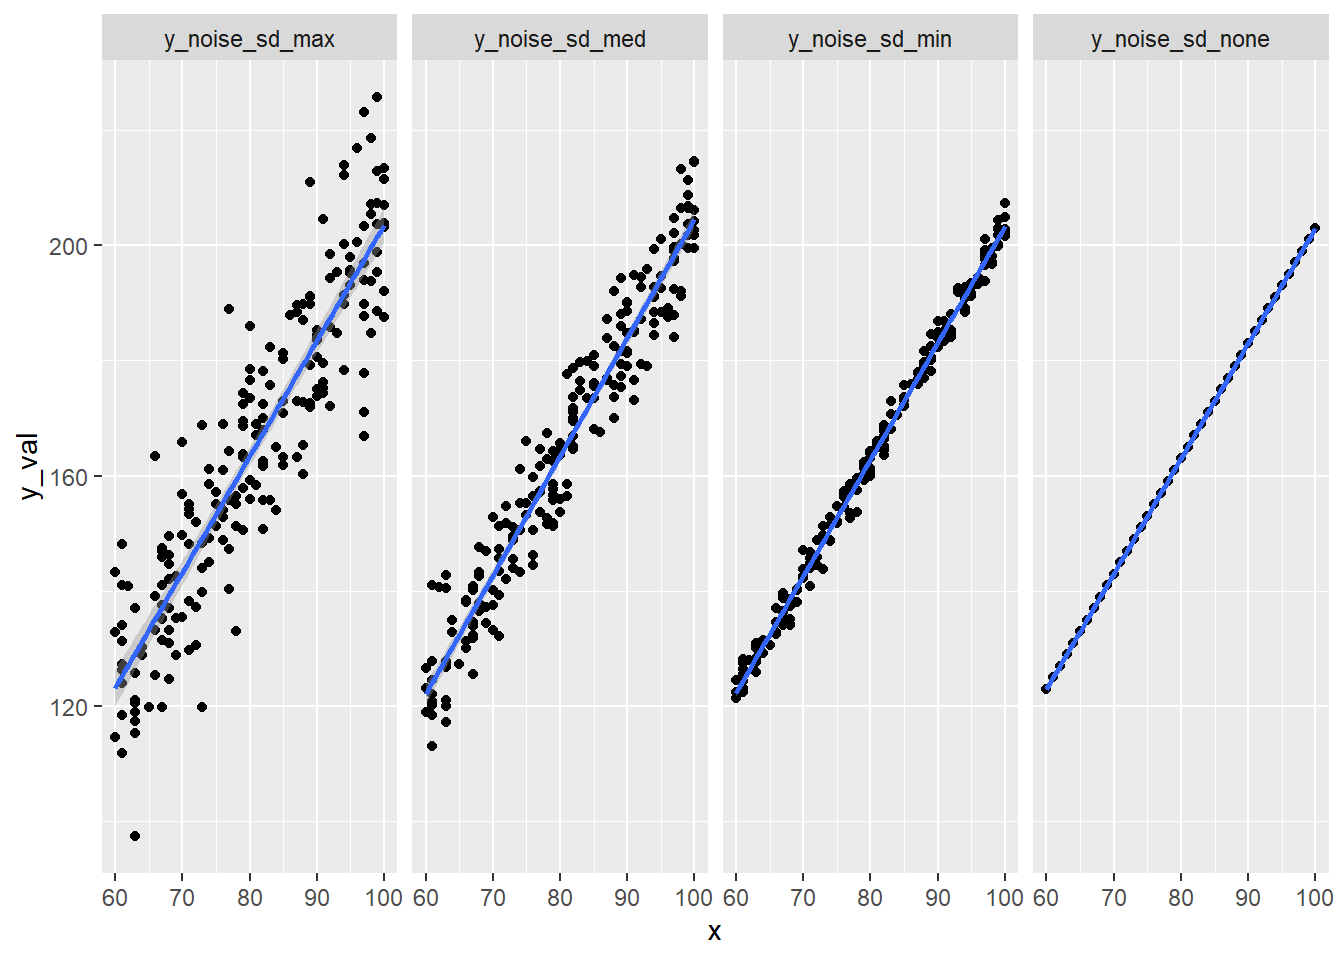 y_noise_sd_max y_noise_sd_med y_noise_sd_min y_noise_sd_none
200
160
120
y_val
60 70 80 90 100 60 70 80 90 100 60 70 80 90 100 60 70 80 90 100
x